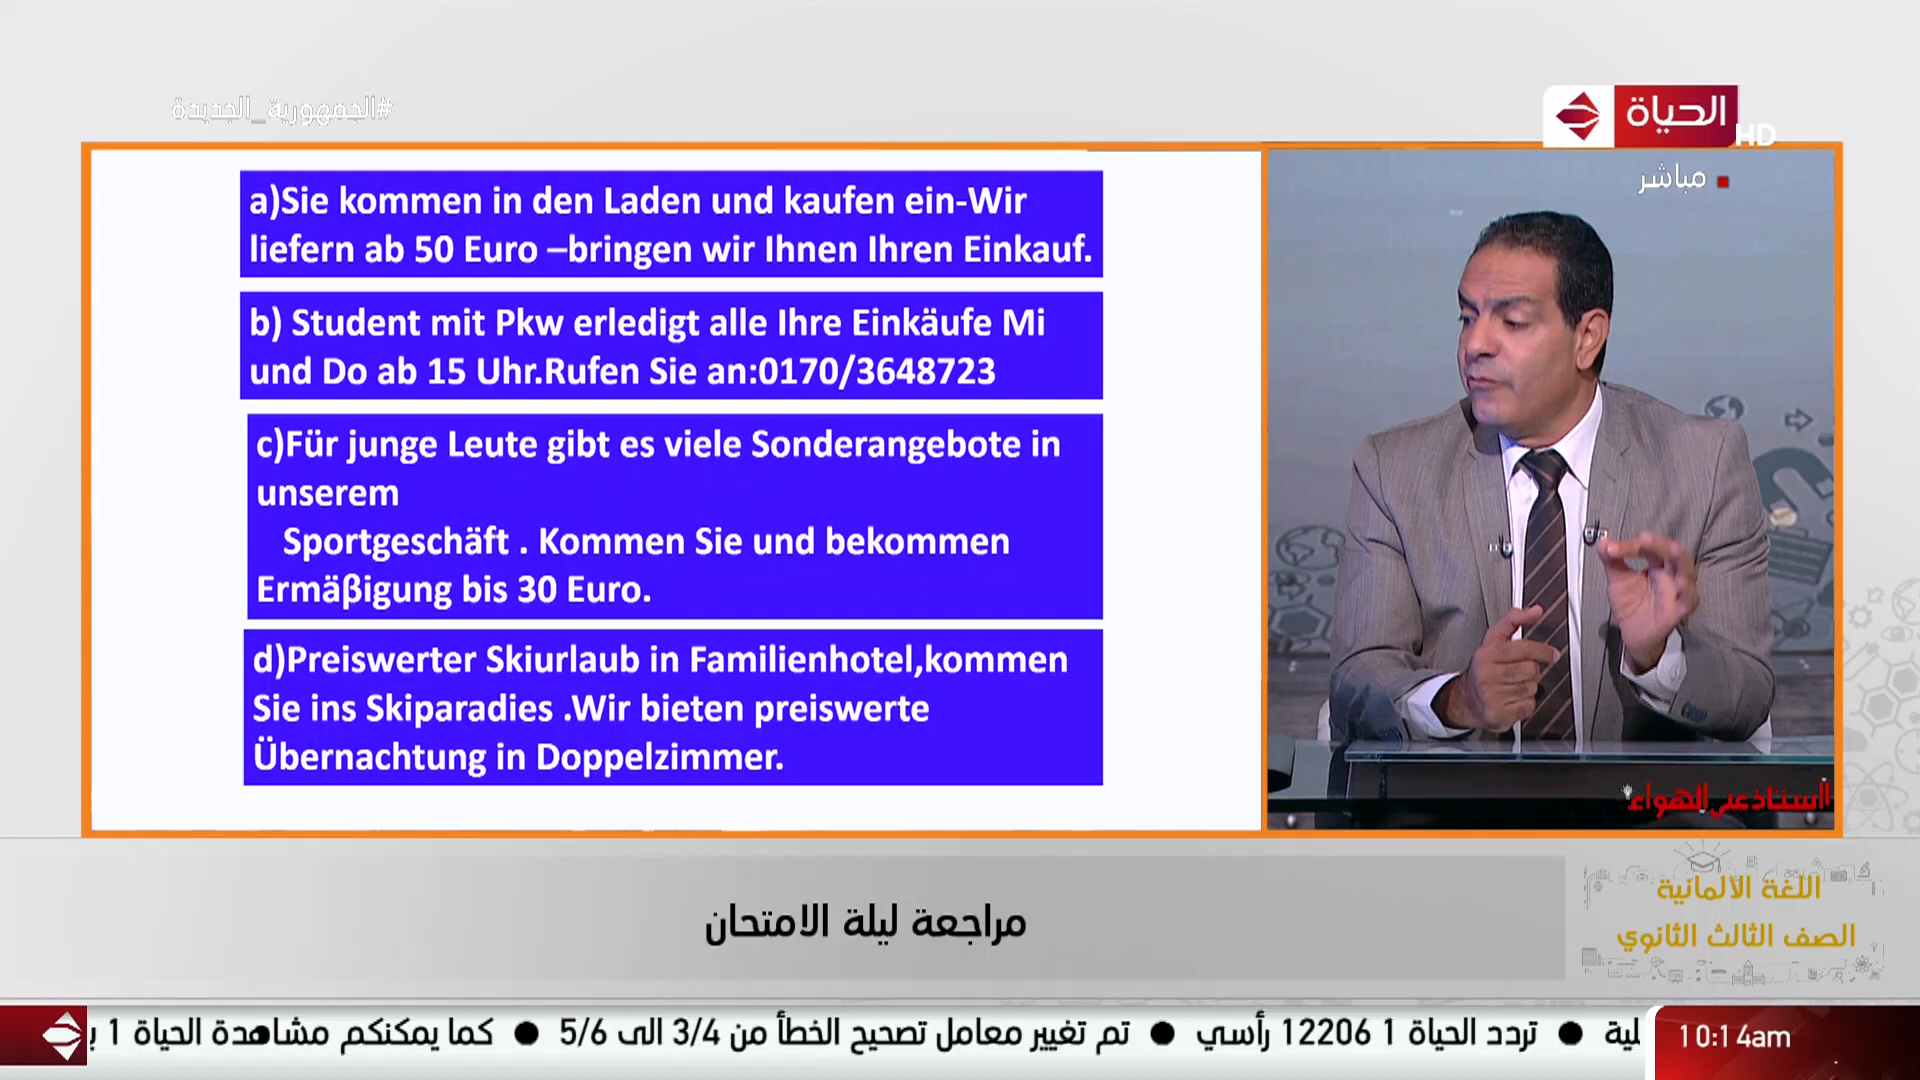 #الجمهورية_الجديدة
الحياة
HD
مباشر
a)Sie kommen in den Laden und kaufen ein-Wir
liefern ab 50 Euro –bringen wir Ihnen Ihren Einkauf.
b) Student mit Pkw erledigt alle Ihre Einkäufe Mi
und Do ab 15 Uhr.Rufen Sie an:0170/3648723
c)Für junge Leute gibt es viele Sonderangebote in
unserem
Sportgeschäft . Kommen Sie und bekommen
Ermäβigung bis 30 Euro.
d)Preiswerter Skiurlaub in Familienhotel,kommen
Sie ins Skiparadies .Wir bieten preiswerte
Übernachtung in Doppelzimmer.
أستاذ على الهواء
اللغة الألمانية
الصف الثالث الثانوي
مراجعة ليلة الامتحان
● تردد الحياة 1 12206 رأسي ● تم تغيير معامل تصحيح الخطأ من 3/4 الى 5/6 ● كما يمكنكم مشاهدة الحياة 1
10:14am